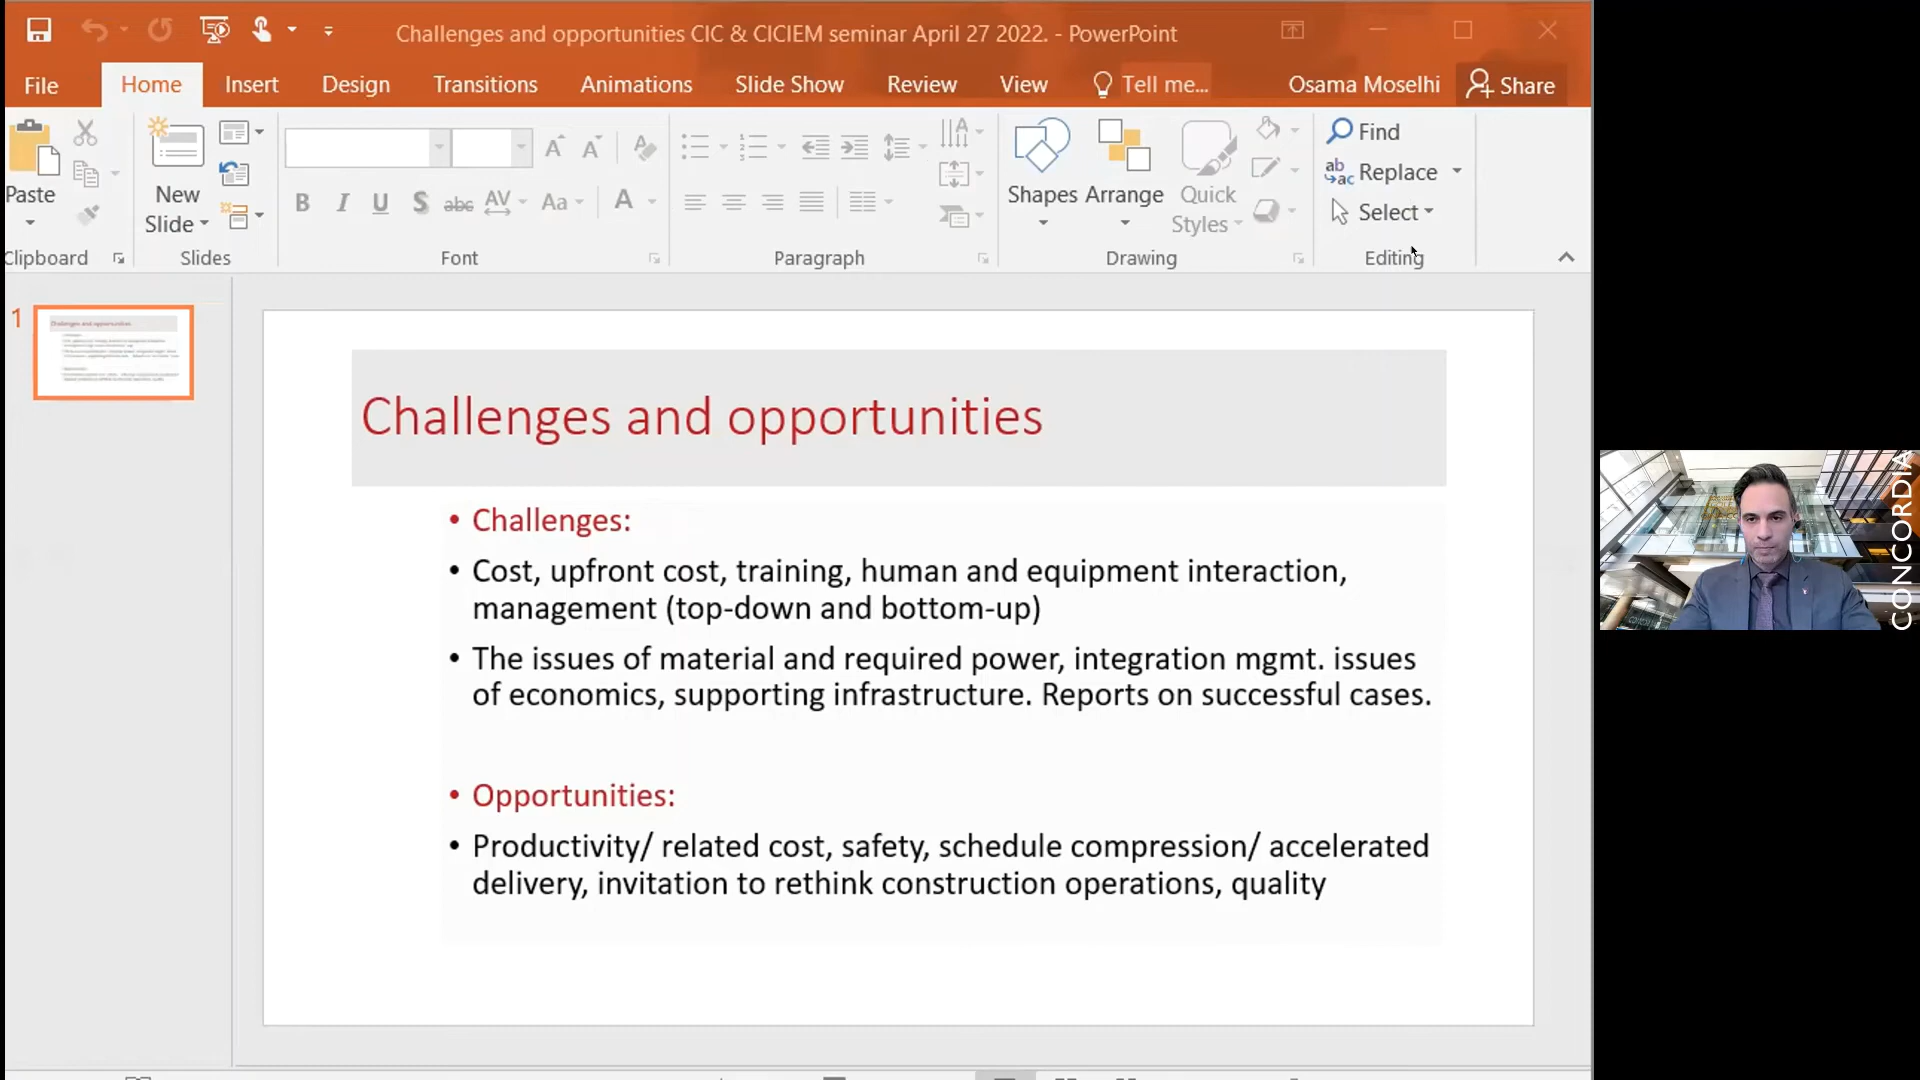 Challenges and opportunities CIC & CICIEM seminar April 27 2022. - PowerPoint
File Home Insert Design Transitions Animations Slide Show Review View Tell me... Osama Moselhi Share
Paste
New
Slide
B I U S abc AV Aa A
Shapes Arrange Quick
Styles
Find
Replace
Select
Clipboard Slides Font Paragraph Drawing Editing
1
Challenges and opportunities
• Challenges:
• Cost, upfront cost, training, human and equipment interaction,
management (top-down and bottom-up)
• The issues of material and required power, integration mgmt. issues
of economics, supporting infrastructure. Reports on successful cases.
• Opportunities:
• Productivity/ related cost, safety, schedule compression/ accelerated
delivery, invitation to rethink construction operations, quality
CONCORDIA